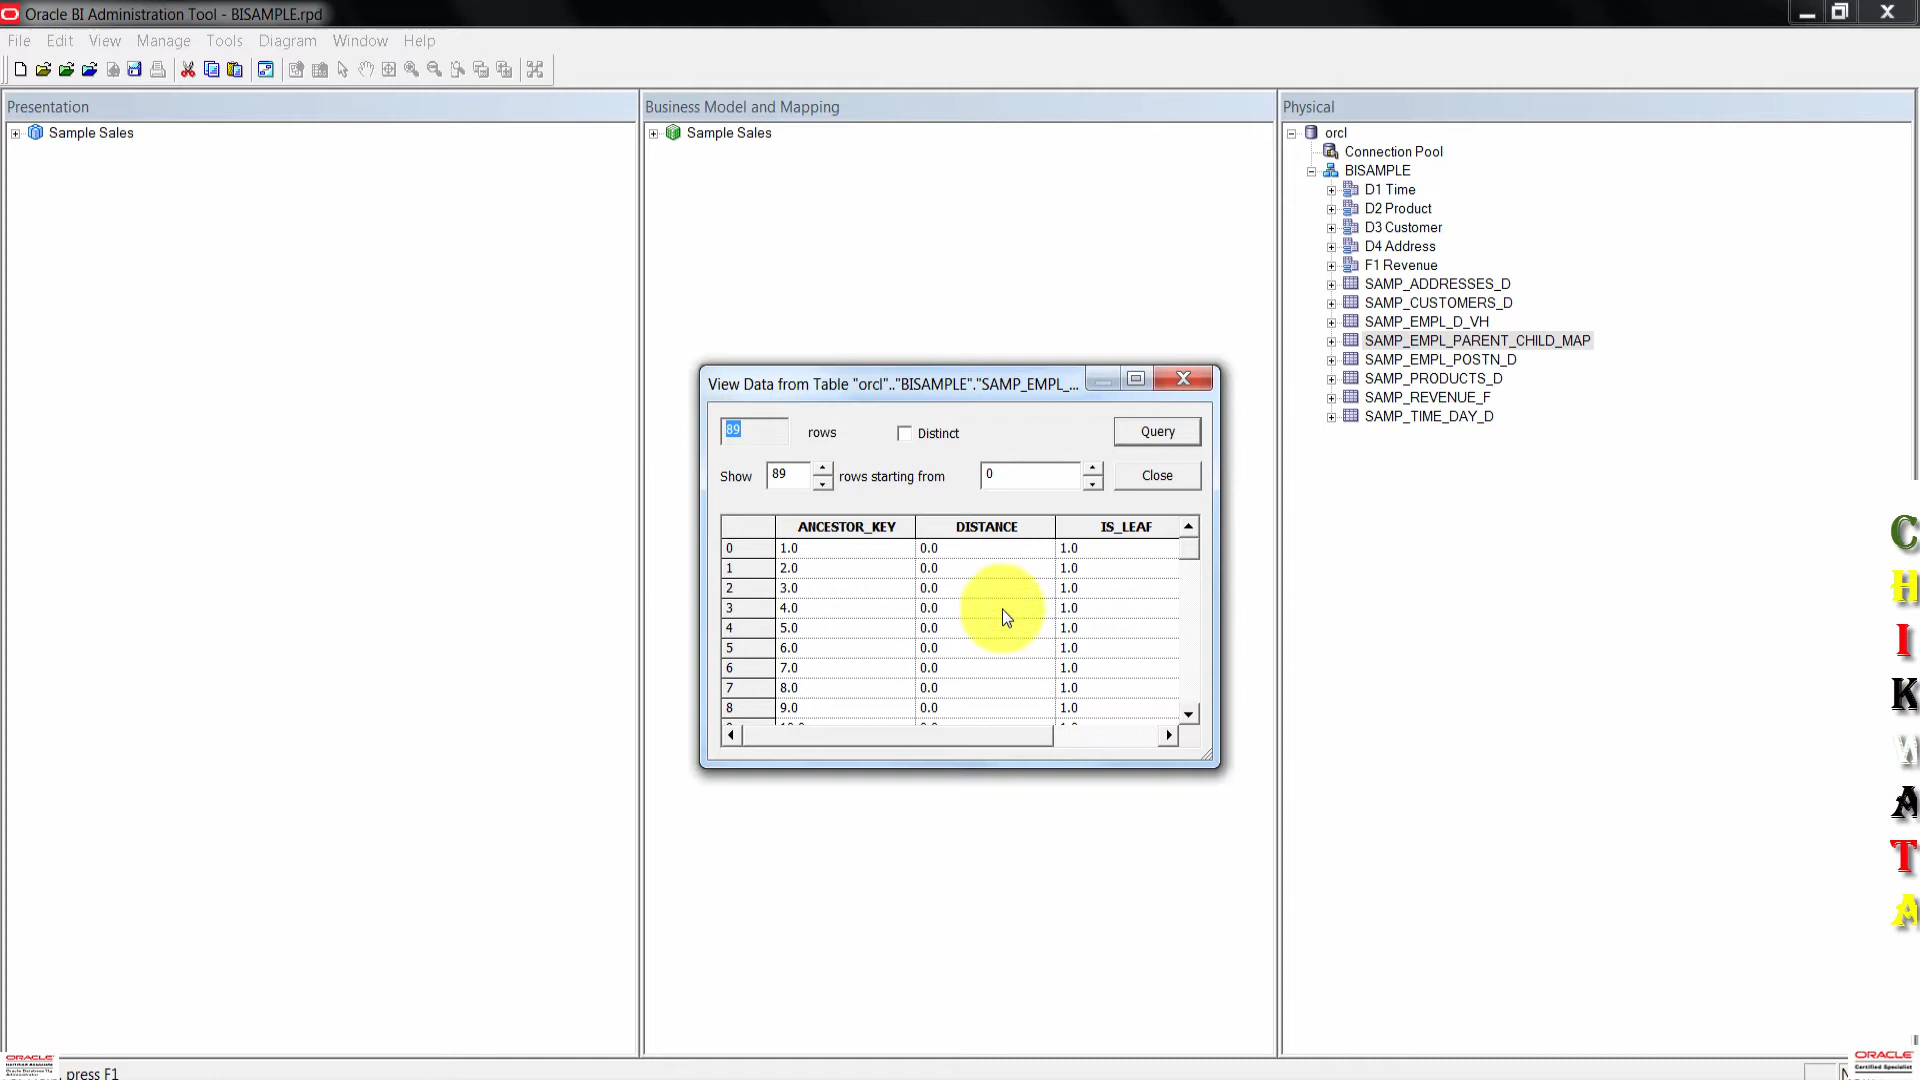 Oracle BI Administration Tool - BISAMPLE.rpd
File Edit View Manage Tools Diagram Window Help
Presentation
Sample Sales
Business Model and Mapping
Sample Sales
Physical
orcl
Connection Pool
BISAMPLE
D1 Time
D2 Product
D3 Customer
D4 Address
F1 Revenue
SAMP_ADDRESSES_D
SAMP_CUSTOMERS_D
SAMP_EMPL_D_VH
SAMP_EMPL_PARENT_CHILD_MAP
SAMP_EMPL_POSTN_D
SAMP_PRODUCTS_D
SAMP_REVENUE_F
SAMP_TIME_DAY_D
View Data from Table "orcl".."BISAMPLE"."SAMP_EMPL_...
89 rows Distinct Query
Show 89 rows starting from 0 Close
ANCESTOR_KEY DISTANCE IS_LEAF
0 1.0 0.0 1.0
1 2.0 0.0 1.0
2 3.0 0.0 1.0
3 4.0 0.0 1.0
4 5.0 0.0 1.0
5 6.0 0.0 1.0
6 7.0 0.0 1.0
7 8.0 0.0 1.0
8 9.0 0.0 1.0
C
H
I
K
W
A
T
A
ORACLE
, press F1
ORACLE
Certified Specialist